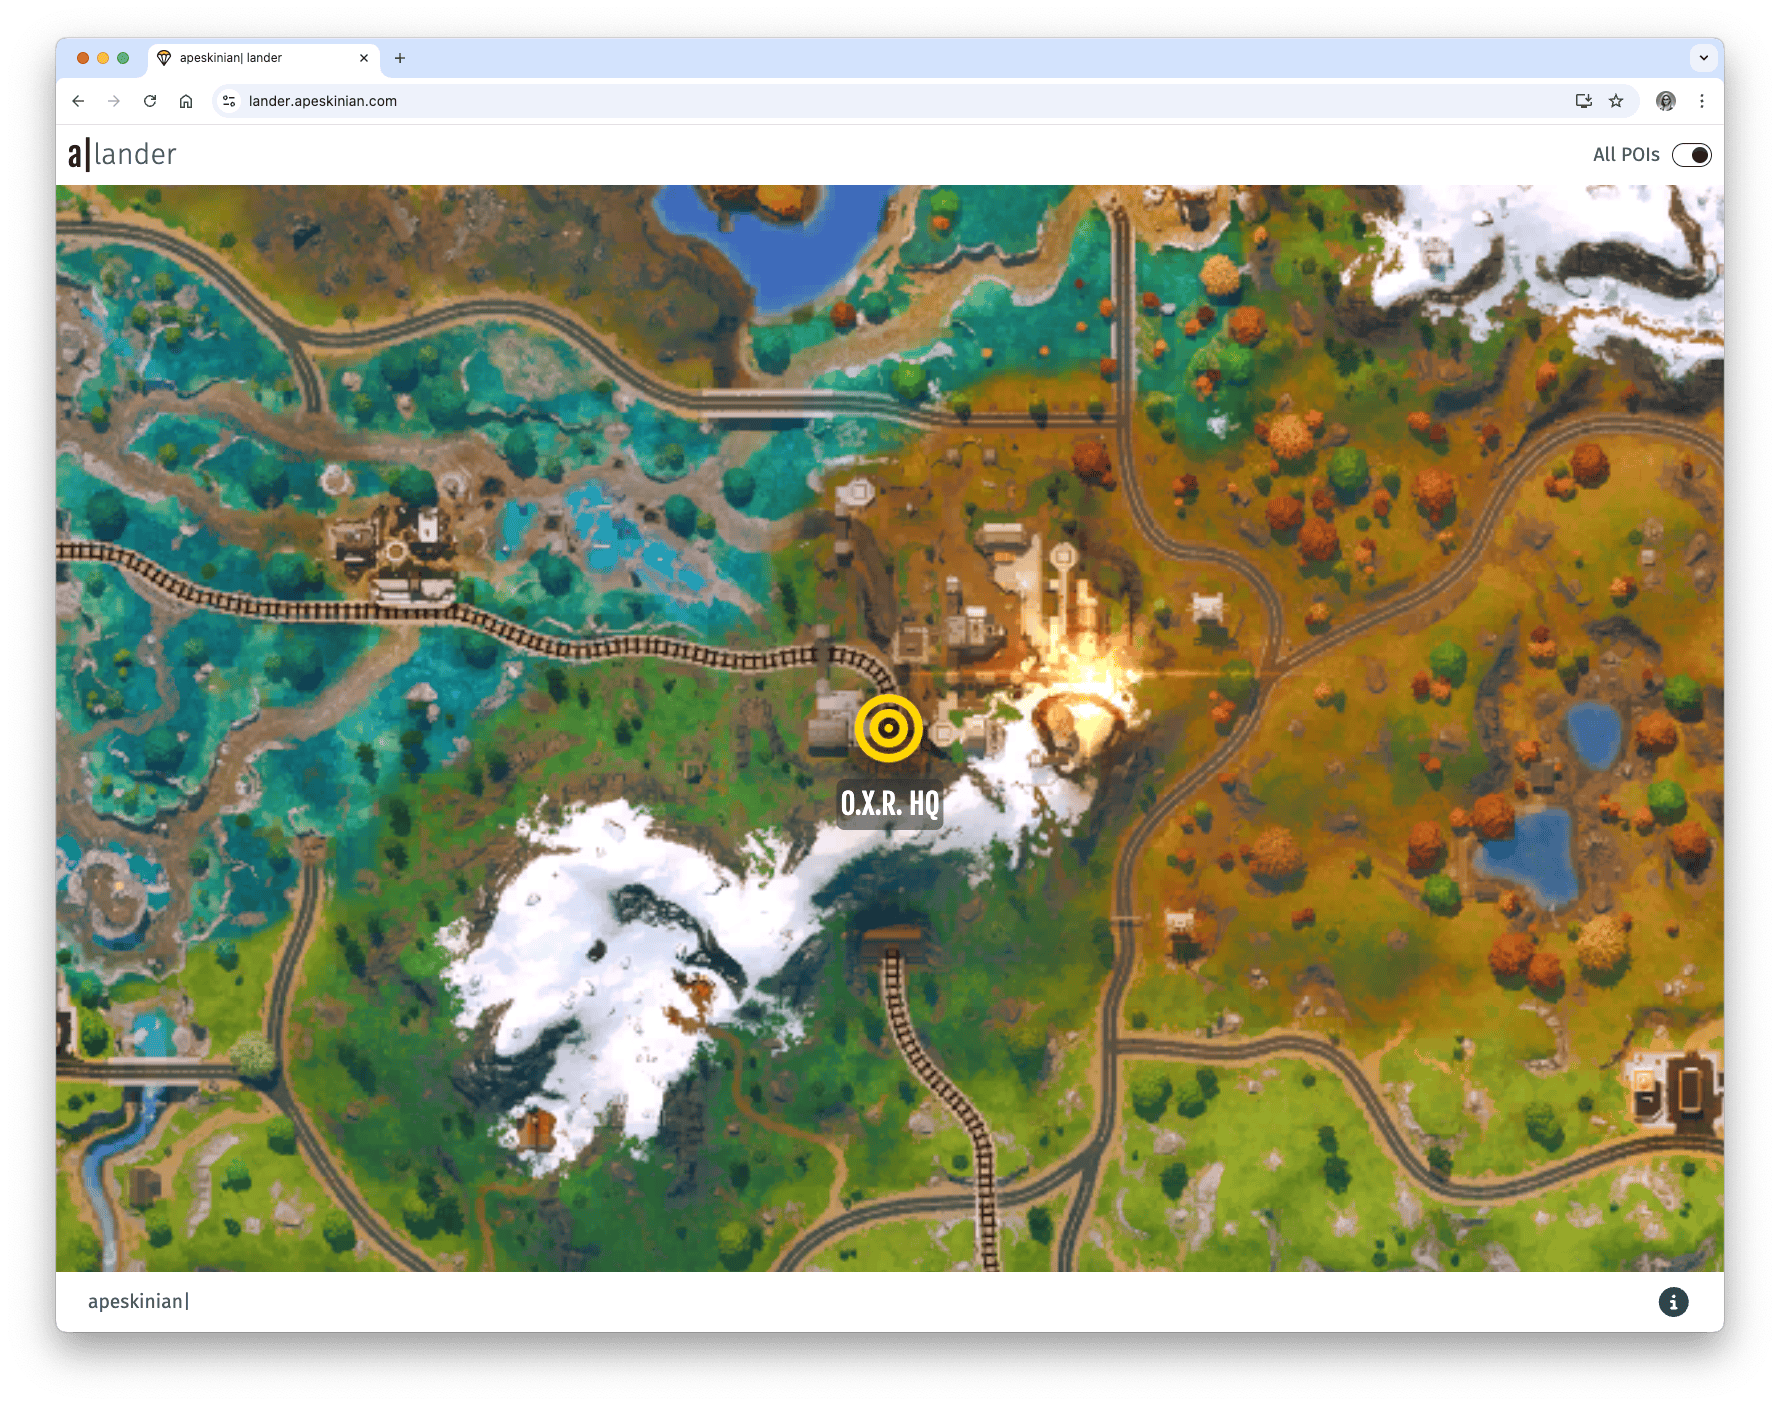 apeskinian| lander
lander.apeskinian.com
a|lander
All POIs
O.X.R. HQ
apeskinian|